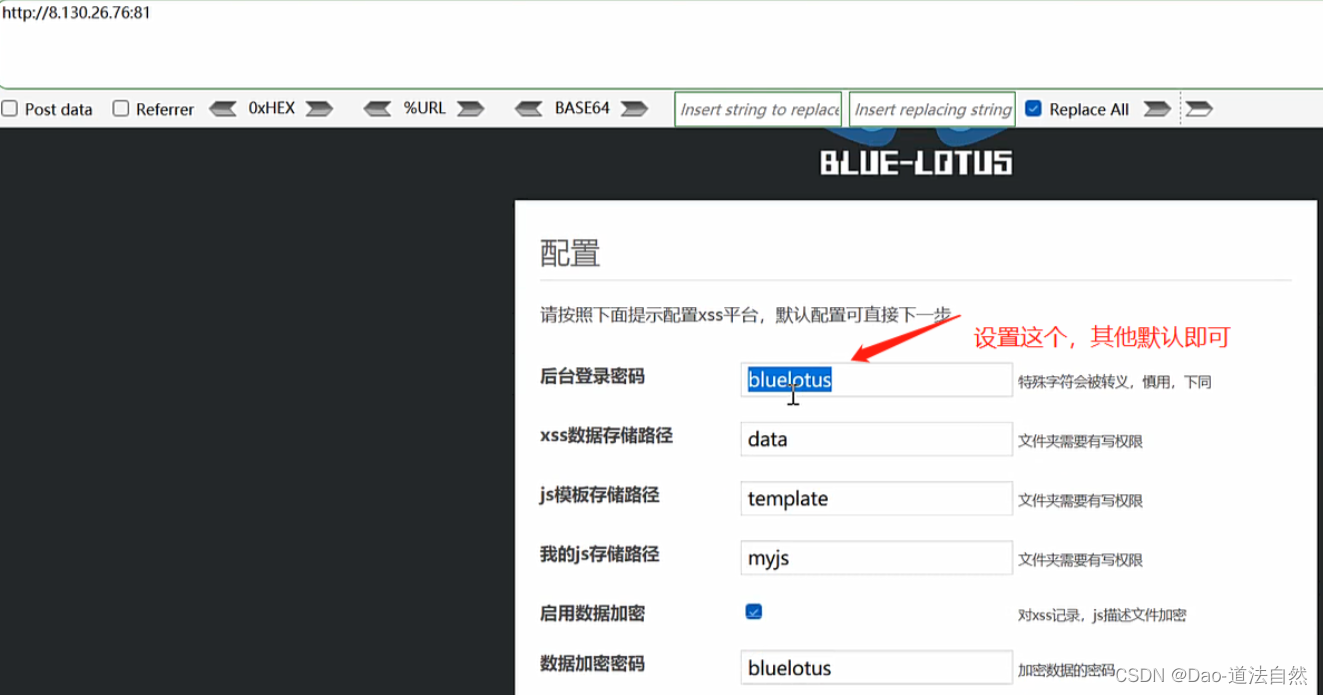 http://8.130.26.76:81
Post data Referrer 0xHEX %URL BASE64 Insert string to replace Insert replacing string Replace All
BLUE-LOTUS
配置
请按照下面提示配置xss平台，默认配置可直接下一步
设置这个，其他默认即可
后台登录密码 bluelotus 特殊字符会被转义，慎用，下同
xss数据存储路径 data 文件夹需要有写权限
js模板存储路径 template 文件夹需要有写权限
我的js存储路径 myjs 文件夹需要有写权限
启用数据加密 对xss记录，js描述文件加密
数据加密密码 bluelotus 加密数据的密码
CSDN @Dao-道法自然